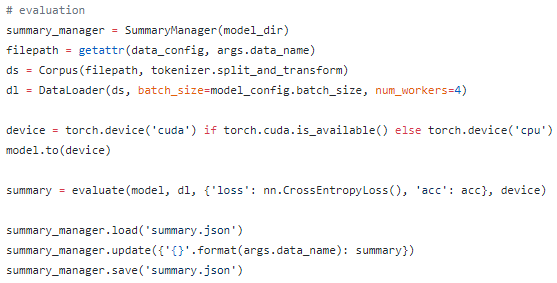 # evaluation
summary_manager = SummaryManager(model_dir)
filepath = getattr(data_config, args.data_name)
ds = Corpus(filepath, tokenizer.split_and_transform)
dl = DataLoader(ds, batch_size=model_config.batch_size, num_workers=4)
device = torch.device('cuda') if torch.cuda.is_available() else torch.device('cpu')
model.to(device)
summary = evaluate(model, dl, {'loss': nn.CrossEntropyLoss(), 'acc': acc}, device)
summary_manager.load('summary.json')
summary_manager.update({'{}'.format(args.data_name): summary})
summary_manager.save('summary.json')